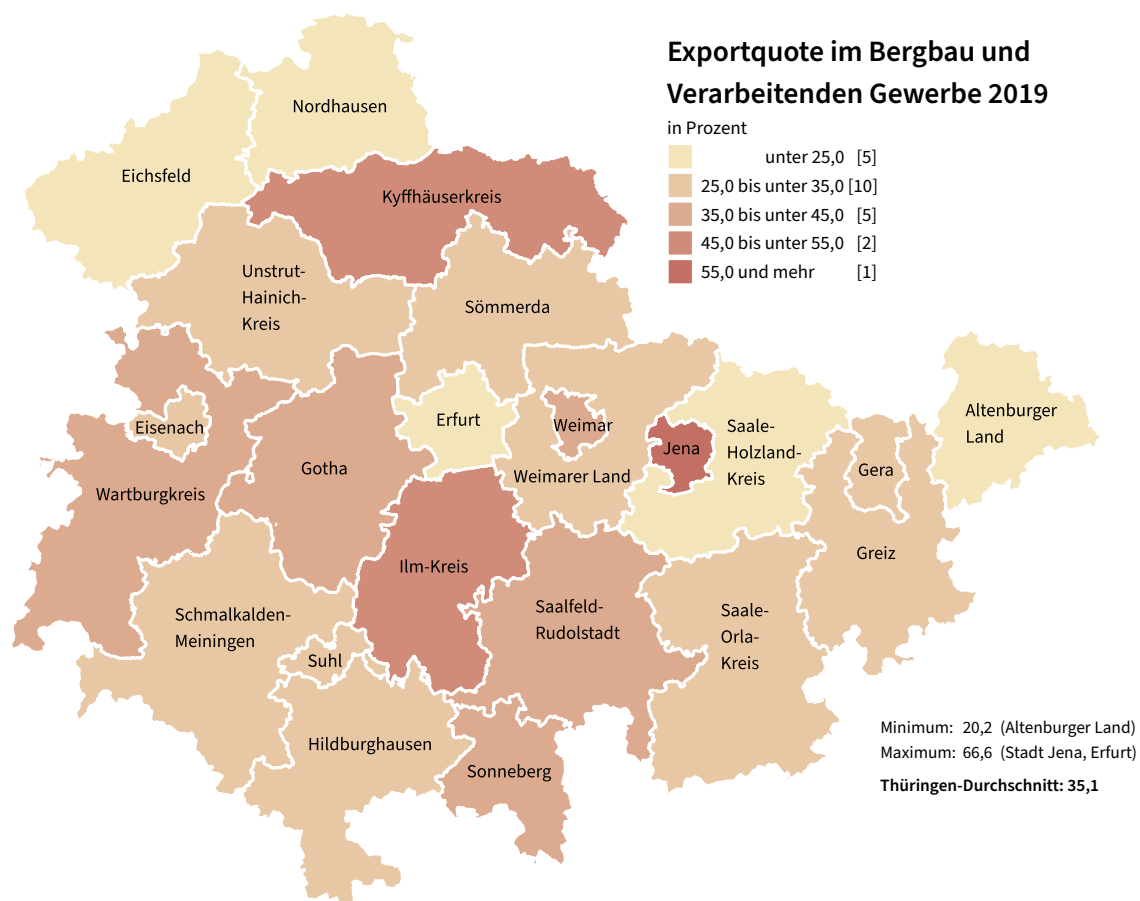 Exportquote im Bergbau und
Verarbeitenden Gewerbe 2019
in Prozent
unter 25,0 [5]
25,0 bis unter 35,0 [10]
35,0 bis unter 45,0 [5]
45,0 bis unter 55,0 [2]
55,0 und mehr [1]
Nordhausen
Eichsfeld
Kyffhäuserkreis
Unstrut-
Hainich-
Kreis
Sömmerda
Eisenach
Wartburgkreis
Gotha
Erfurt
Weimar
Weimarer Land
Jena
Saale-
Holzland-
Kreis
Gera
Altenburger
Land
Greiz
Ilm-Kreis
Schmalkalden-
Meiningen
Suhl
Saalfeld-
Rudolstadt
Saale-
Orla-
Kreis
Hildburghausen
Sonneberg
Minimum: 20,2 (Altenburger Land)
Maximum: 66,6 (Stadt Jena, Erfurt)
Thüringen-Durchschnitt: 35,1